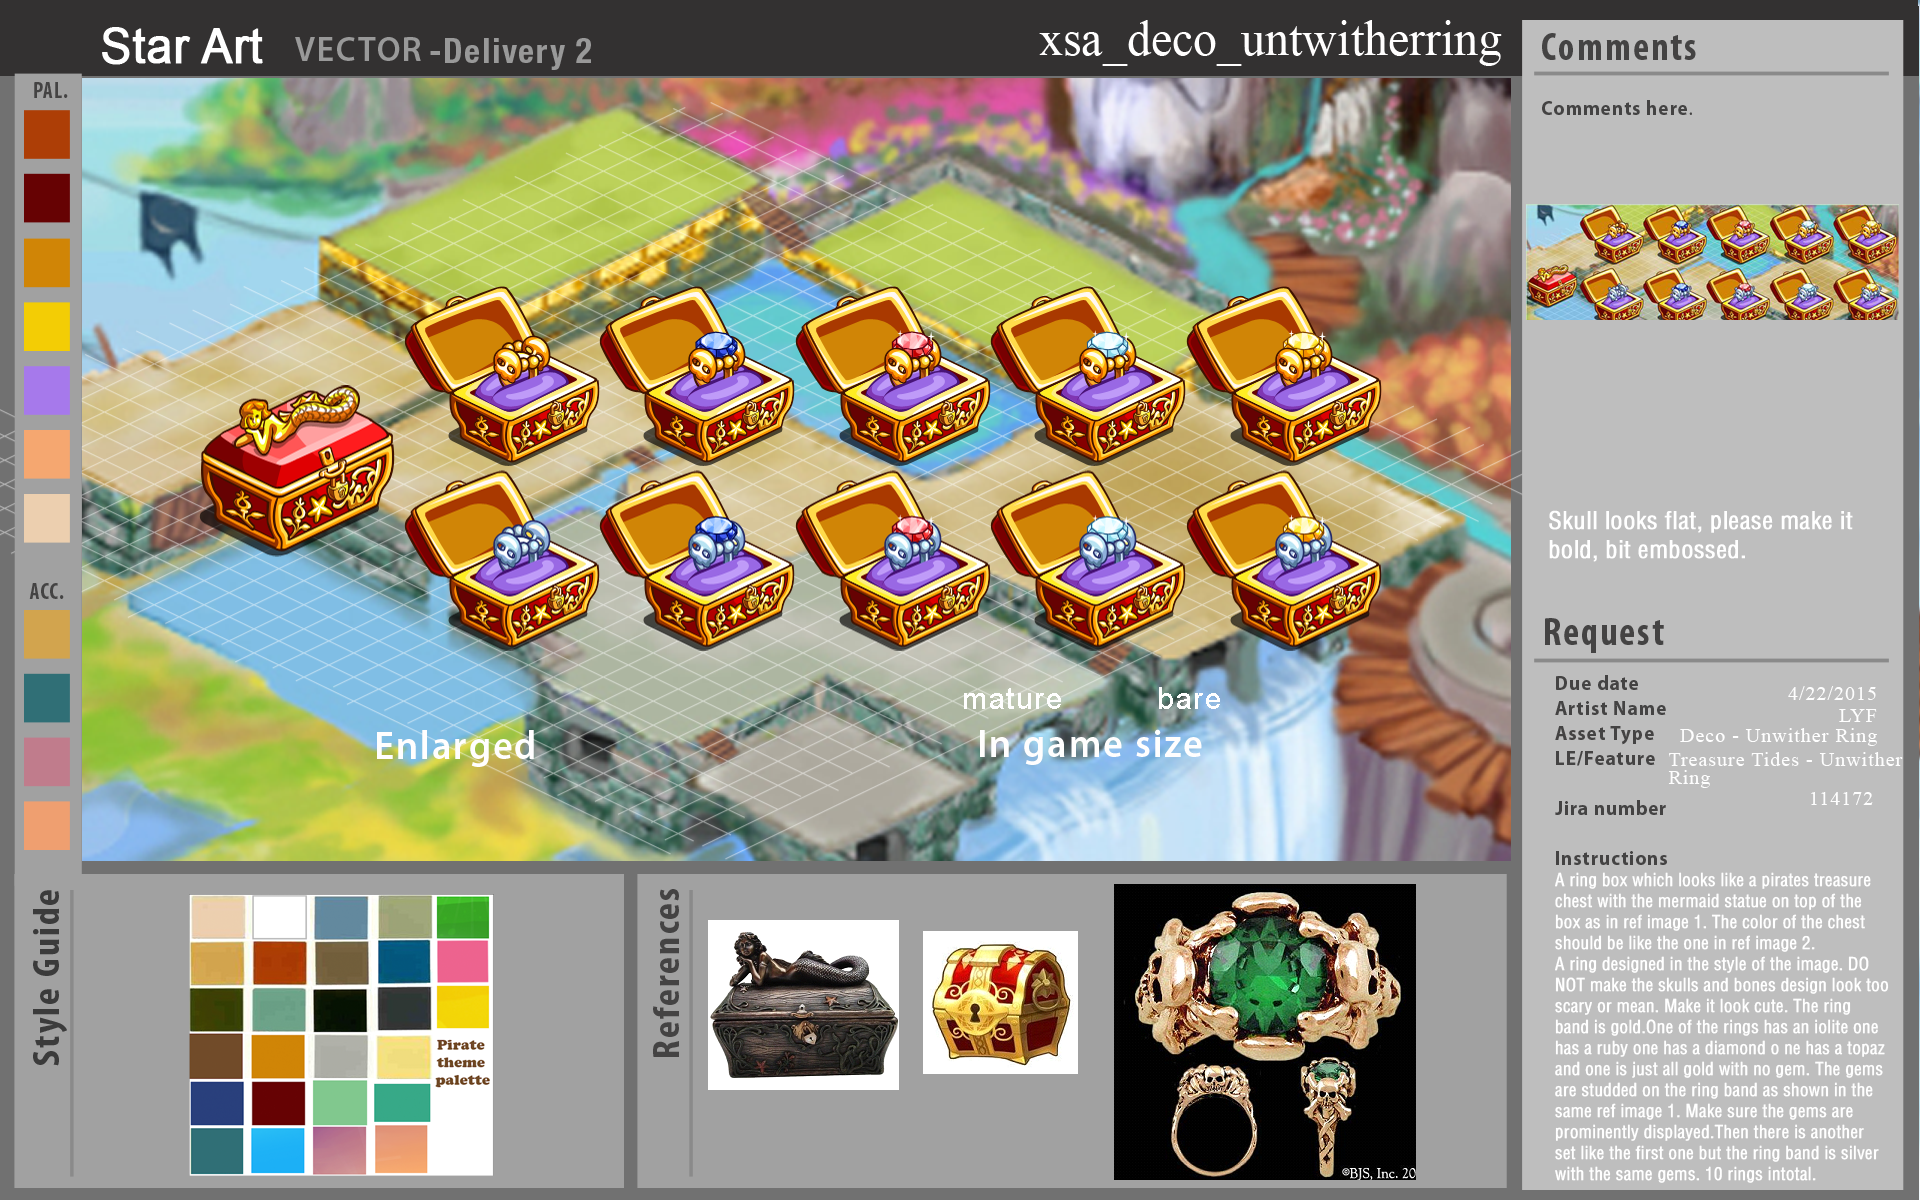 Star Art VECTOR -Delivery 2
xsa_deco_untwitherring
PAL.
ACC.
mature bare
Enlarged
In game size
Style Guide
Pirate
theme
palette
References
©BJS, Inc. 20
Comments
Comments here.
Skull looks flat, please make it
bold, bit embossed.
Request
Due date 4/22/2015
Artist Name LYF
Asset Type Deco - Unwither Ring
LE/Feature Treasure Tides - Unwither
Ring
Jira number 114172
Instructions
A ring box which looks like a pirates treasure
chest with the mermaid statue on top of the
box as in ref image 1. The color of the chest
should be like the one in ref image 2.
A ring designed in the style of the image. DO
NOT make the skulls and bones design look too
scary or mean. Make it look cute. The ring
band is gold.One of the rings has an iolite one
has a ruby one has a diamond o ne has a topaz
and one is just all gold with no gem. The gems
are studded on the ring band as shown in the
same ref image 1. Make sure the gems are
prominently displayed.Then there is another
set like the first one but the ring band is silver
with the same gems. 10 rings intotal.